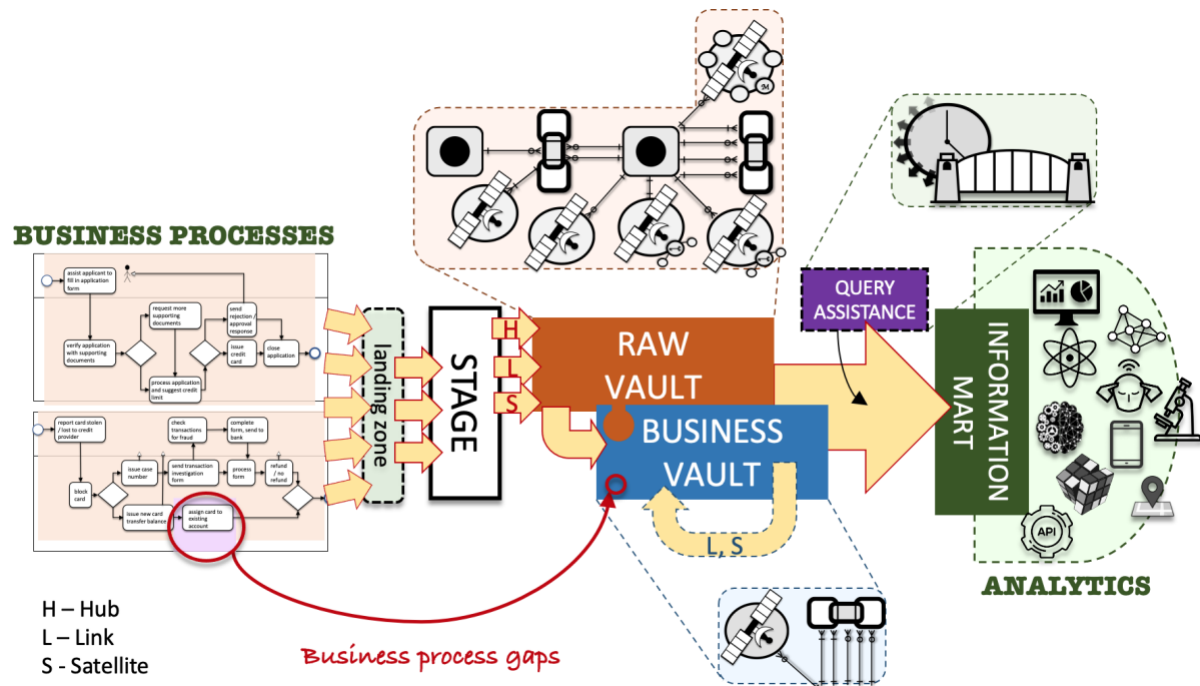 BUSINESS PROCESSES
assist applicant to
fill in application
form
request more
supporting
documents
send
rejection /
approval
response
verify application
with supporting
documents
issue
credit
card
close
application
process application
and suggest credit
limit
report card stolen
/ lost to credit
provider
check
transactions
for fraud
complete
form, send to
bank
issue case
number
send transaction
investigation
form
process
form
refund
/ no
refund
block
card
issue new card
transfer balance
assign card to
existing
account
landing zone
STAGE
H
L
S
RAW
VAULT
BUSINESS
VAULT
L, S
M
QUERY
ASSISTANCE
INFORMATION
MART
API
ANALYTICS
H – Hub
L – Link
S - Satellite
Business process gaps